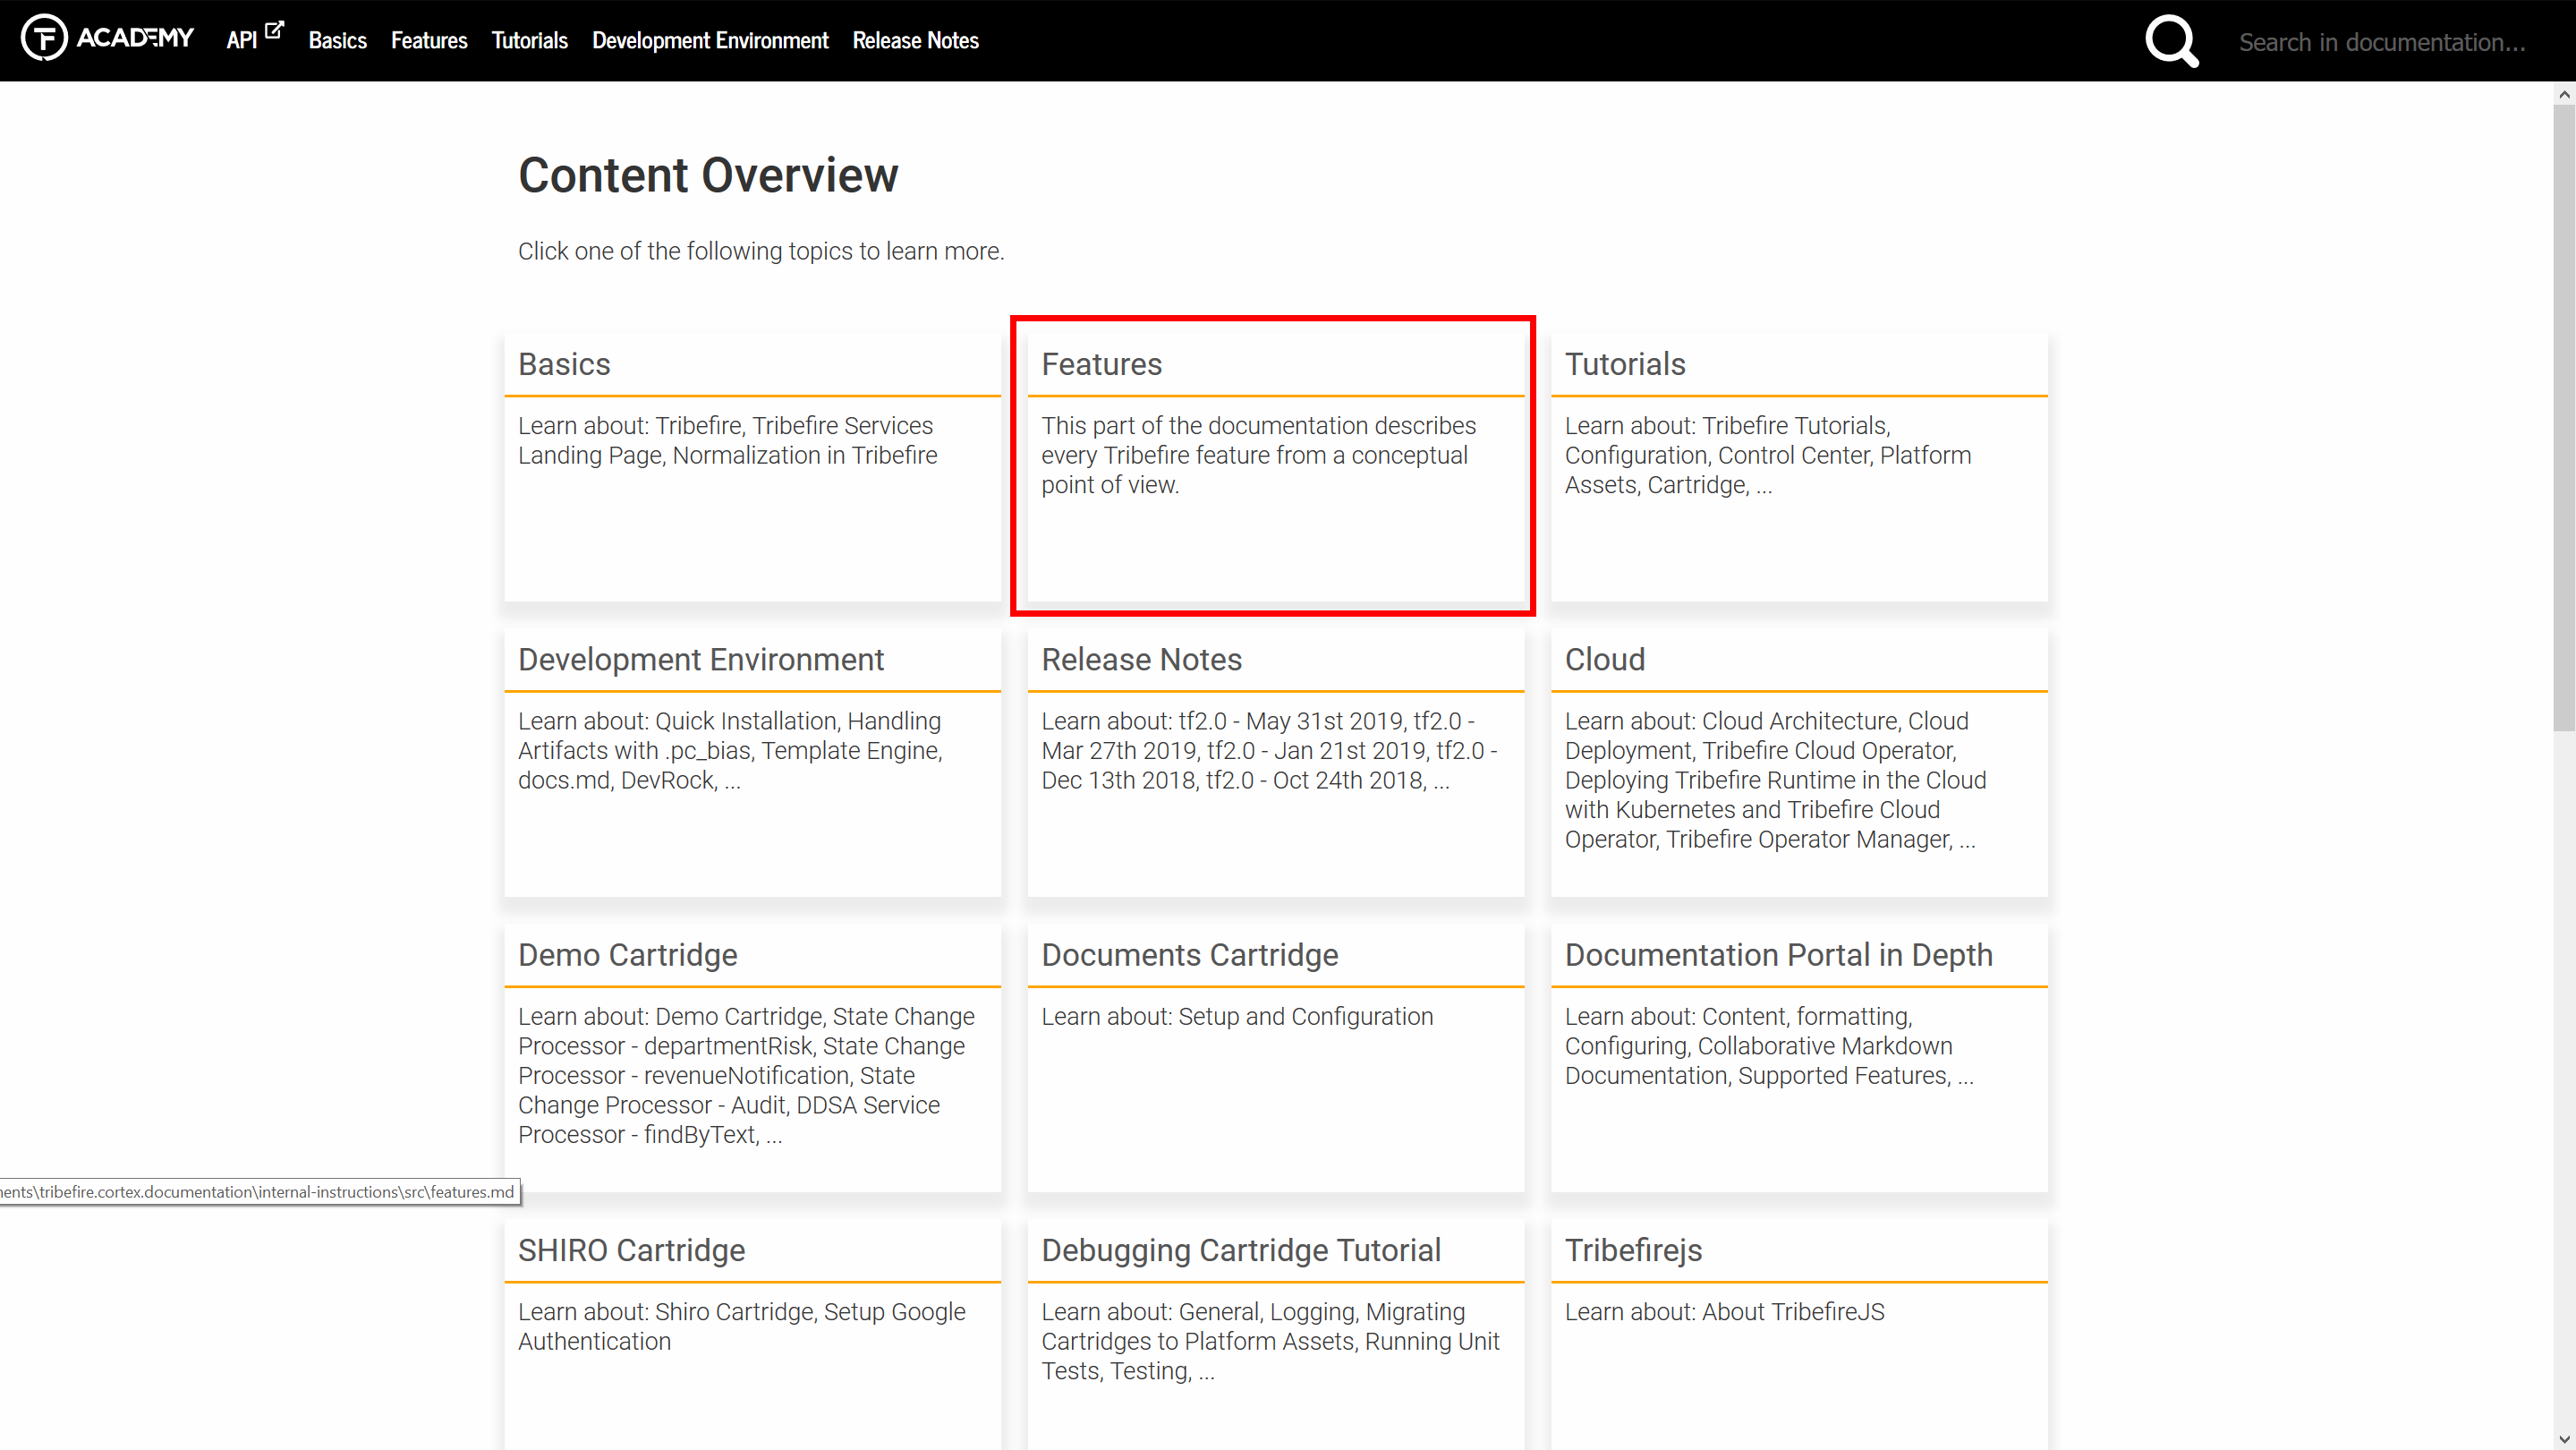 TF ACADEMY API Basics Features Tutorials Development Environment Release Notes Search in documentation...
Content Overview
Click one of the following topics to learn more.
Basics
Learn about: Tribefire, Tribefire Services
Landing Page, Normalization in Tribefire
Features
This part of the documentation describes
every Tribefire feature from a conceptual
point of view.
Tutorials
Learn about: Tribefire Tutorials,
Configuration, Control Center, Platform
Assets, Cartridge, ...
Development Environment
Learn about: Quick Installation, Handling
Artifacts with .pc_bias, Template Engine,
docs.md, DevRock, ...
Release Notes
Learn about: tf2.0 - May 31st 2019, tf2.0 -
Mar 27th 2019, tf2.0 - Jan 21st 2019, tf2.0 -
Dec 13th 2018, tf2.0 - Oct 24th 2018, ...
Cloud
Learn about: Cloud Architecture, Cloud
Deployment, Tribefire Cloud Operator,
Deploying Tribefire Runtime in the Cloud
with Kubernetes and Tribefire Cloud
Operator, Tribefire Operator Manager, ...
Demo Cartridge
Learn about: Demo Cartridge, State Change
Processor - departmentRisk, State Change
Processor - revenueNotification, State
Change Processor - Audit, DDSA Service
Processor - findByText, ...
Documents Cartridge
Learn about: Setup and Configuration
Documentation Portal in Depth
Learn about: Content, formatting,
Configuring, Collaborative Markdown
Documentation, Supported Features, ...
ents\tribefire.cortex.documentation\internal-instructions\src\features.md
SHIRO Cartridge
Learn about: Shiro Cartridge, Setup Google
Authentication
Debugging Cartridge Tutorial
Learn about: General, Logging, Migrating
Cartridges to Platform Assets, Running Unit
Tests, Testing, ...
Tribefirejs
Learn about: About TribefireJS